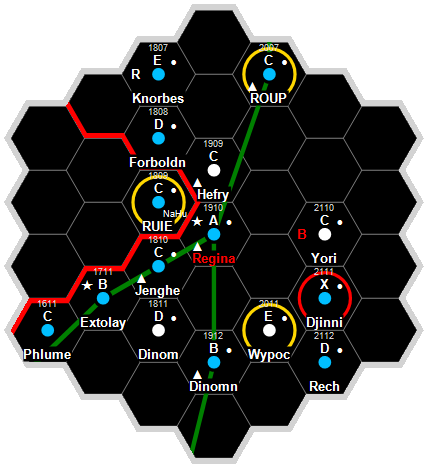 1807
E
R
Knorbes
2007
C
ROUP
1808
D
Forboldn
1909
C
Hefry
1809
C
NaHu
RUIE
1910
A
Regina
2110
C
B
Yori
1810
C
Jenghe
1711
B
Extolay
2111
X
Djinni
1611
C
Phlume
1811
D
Dinom
2011
E
Wypoc
1912
B
Dinomn
2112
D
Rech